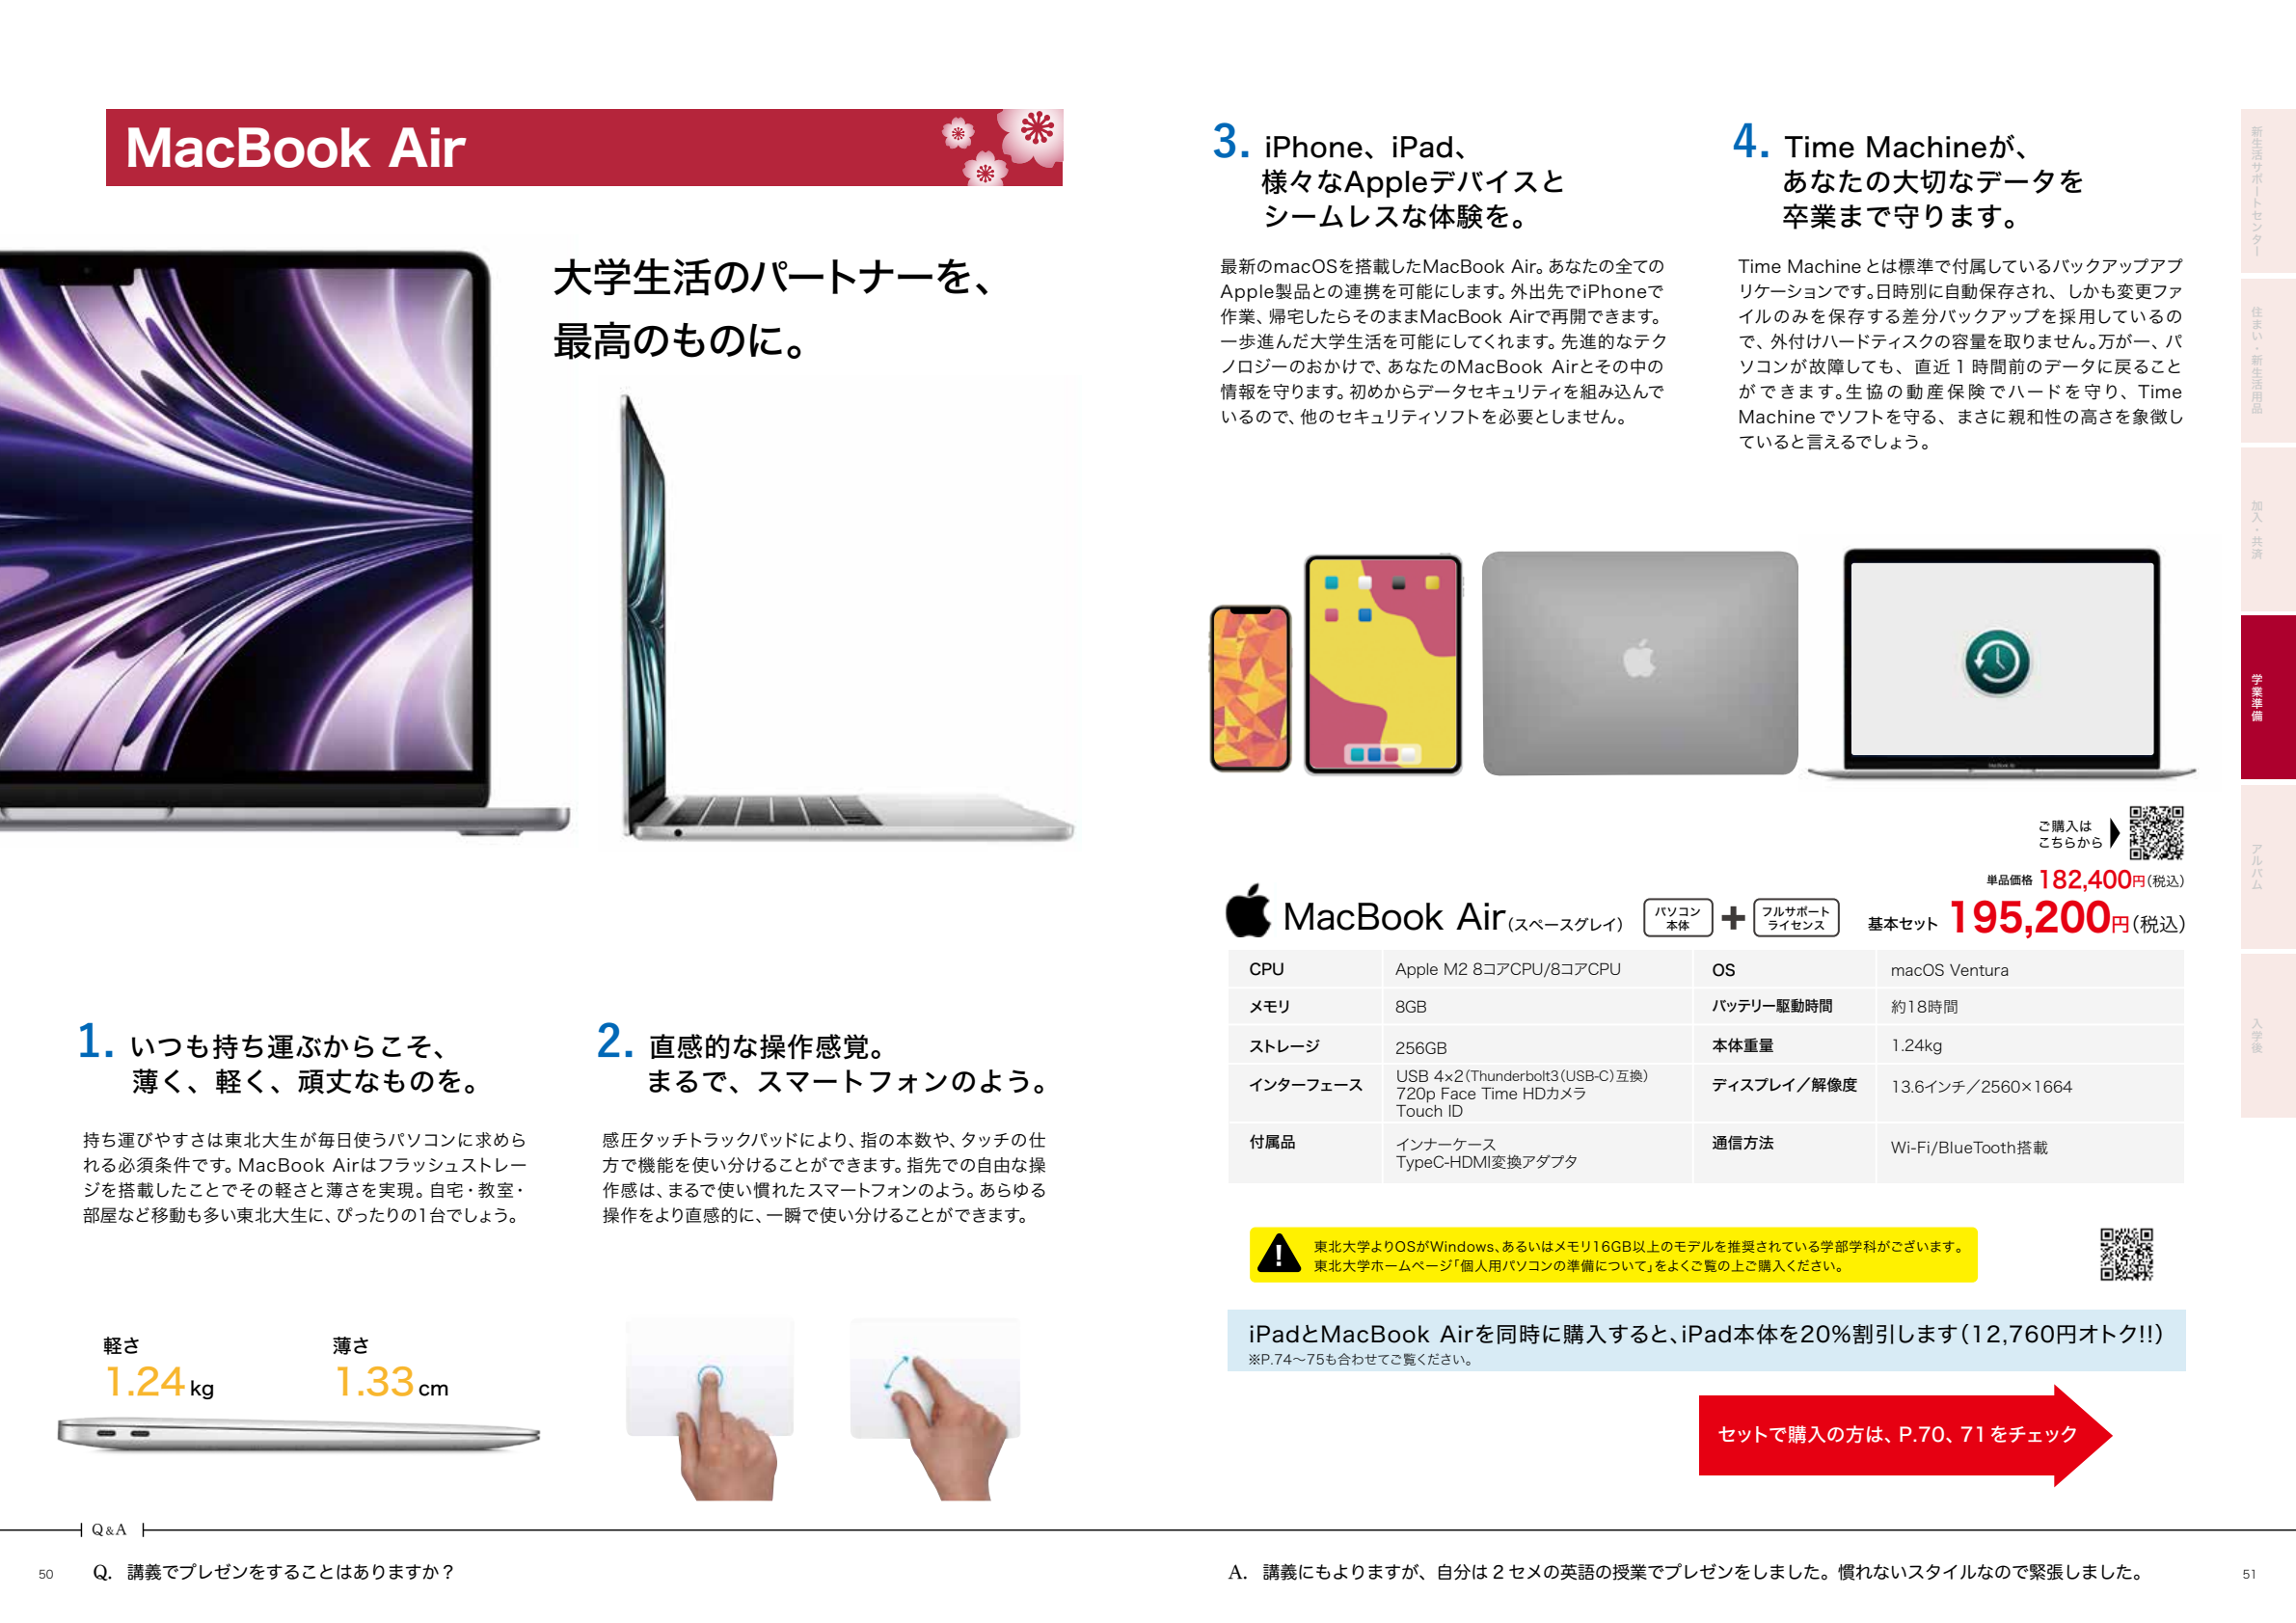 MacBook Air
大学生活のパートナーを、
最高のものに。
1. いつも持ち運ぶからこそ、
薄く、軽く、頑丈なものを。
持ち運びやすさは東北大生が毎日使うパソコンに求めら
れる必須条件です。MacBook Airはフラッシュストレー
ジを搭載したことでその軽さと薄さを実現。自宅・教室・
部屋など移動も多い東北大生に、ぴったりの1台でしょう。
軽さ
1.24kg
薄さ
1.33cm
2. 直感的な操作感覚。
まるで、スマートフォンのよう。
感圧タッチトラックパッドにより、指の本数や、タッチの仕
方で機能を使い分けることができます。指先での自由な操
作感は、まるで使い慣れたスマートフォンのよう。あらゆる
操作をより直感的に、一瞬で使い分けることができます。
3. iPhone、iPad、
様々なAppleデバイスと
シームレスな体験を。
最新のmacOSを搭載したMacBook Air。あなたの全ての
Apple製品との連携を可能にします。外出先でiPhoneで
作業、帰宅したらそのままMacBook Airで再開できます。
一歩進んだ大学生活を可能にしてくれます。先進的なテク
ノロジーのおかけで、あなたのMacBook Airとその中の
情報を守ります。初めからデータセキュリティを組み込んで
いるので、他のセキュリティソフトを必要としません。
4. Time Machineが、
あなたの大切なデータを
卒業まで守ります。
Time Machine とは標準で付属しているバックアップアプ
リケーションです。日時別に自動保存され、しかも変更ファ
イルのみを保存する差分バックアップを採用しているの
で、外付けハードティスクの容量を取りません。万が一、パ
ソコンが故障しても、直近 1 時間前のデータに戻ること
ができます。生協の動産保険でハードを守り、Time
Machine でソフトを守る、まさに親和性の高さを象徴し
ていると言えるでしょう。
ご購入は
こちらから
単品価格 182,400円(税込)
MacBook Air(スペースグレイ)
パソコン
本体
+
フルサポート
ライセンス
基本セット 195,200円(税込)
CPU Apple M2 8コアCPU/8コアCPU OS macOS Ventura
メモリ 8GB バッテリー駆動時間 約18時間
ストレージ 256GB 本体重量 1.24kg
インターフェース USB 4×2(Thunderbolt3(USB-C)互換)
720p Face Time HDカメラ
Touch ID
ディスプレイ/解像度 13.6インチ/2560×1664
付属品 インナーケース
TypeC-HDMI変換アダプタ
通信方法 Wi-Fi/BlueTooth搭載
東北大学よりOSがWindows、あるいはメモリ16GB以上のモデルを推奨されている学部学科がございます。
東北大学ホームページ「個人用パソコンの準備について」をよくご覧の上ご購入ください。
iPadとMacBook Airを同時に購入すると、iPad本体を20%割引します(12,760円オトク!!)
※P.74〜75も合わせてご覧ください。
セットで購入の方は、P.70、71をチェック
新生活サポートセンター
住まい・新生活用品
加入・共済
学業準備
アルバム
入学後
Q&A
50
Q. 講義でプレゼンをすることはありますか？
A. 講義にもよりますが、自分は 2 セメの英語の授業でプレゼンをしました。慣れないスタイルなので緊張しました。
51